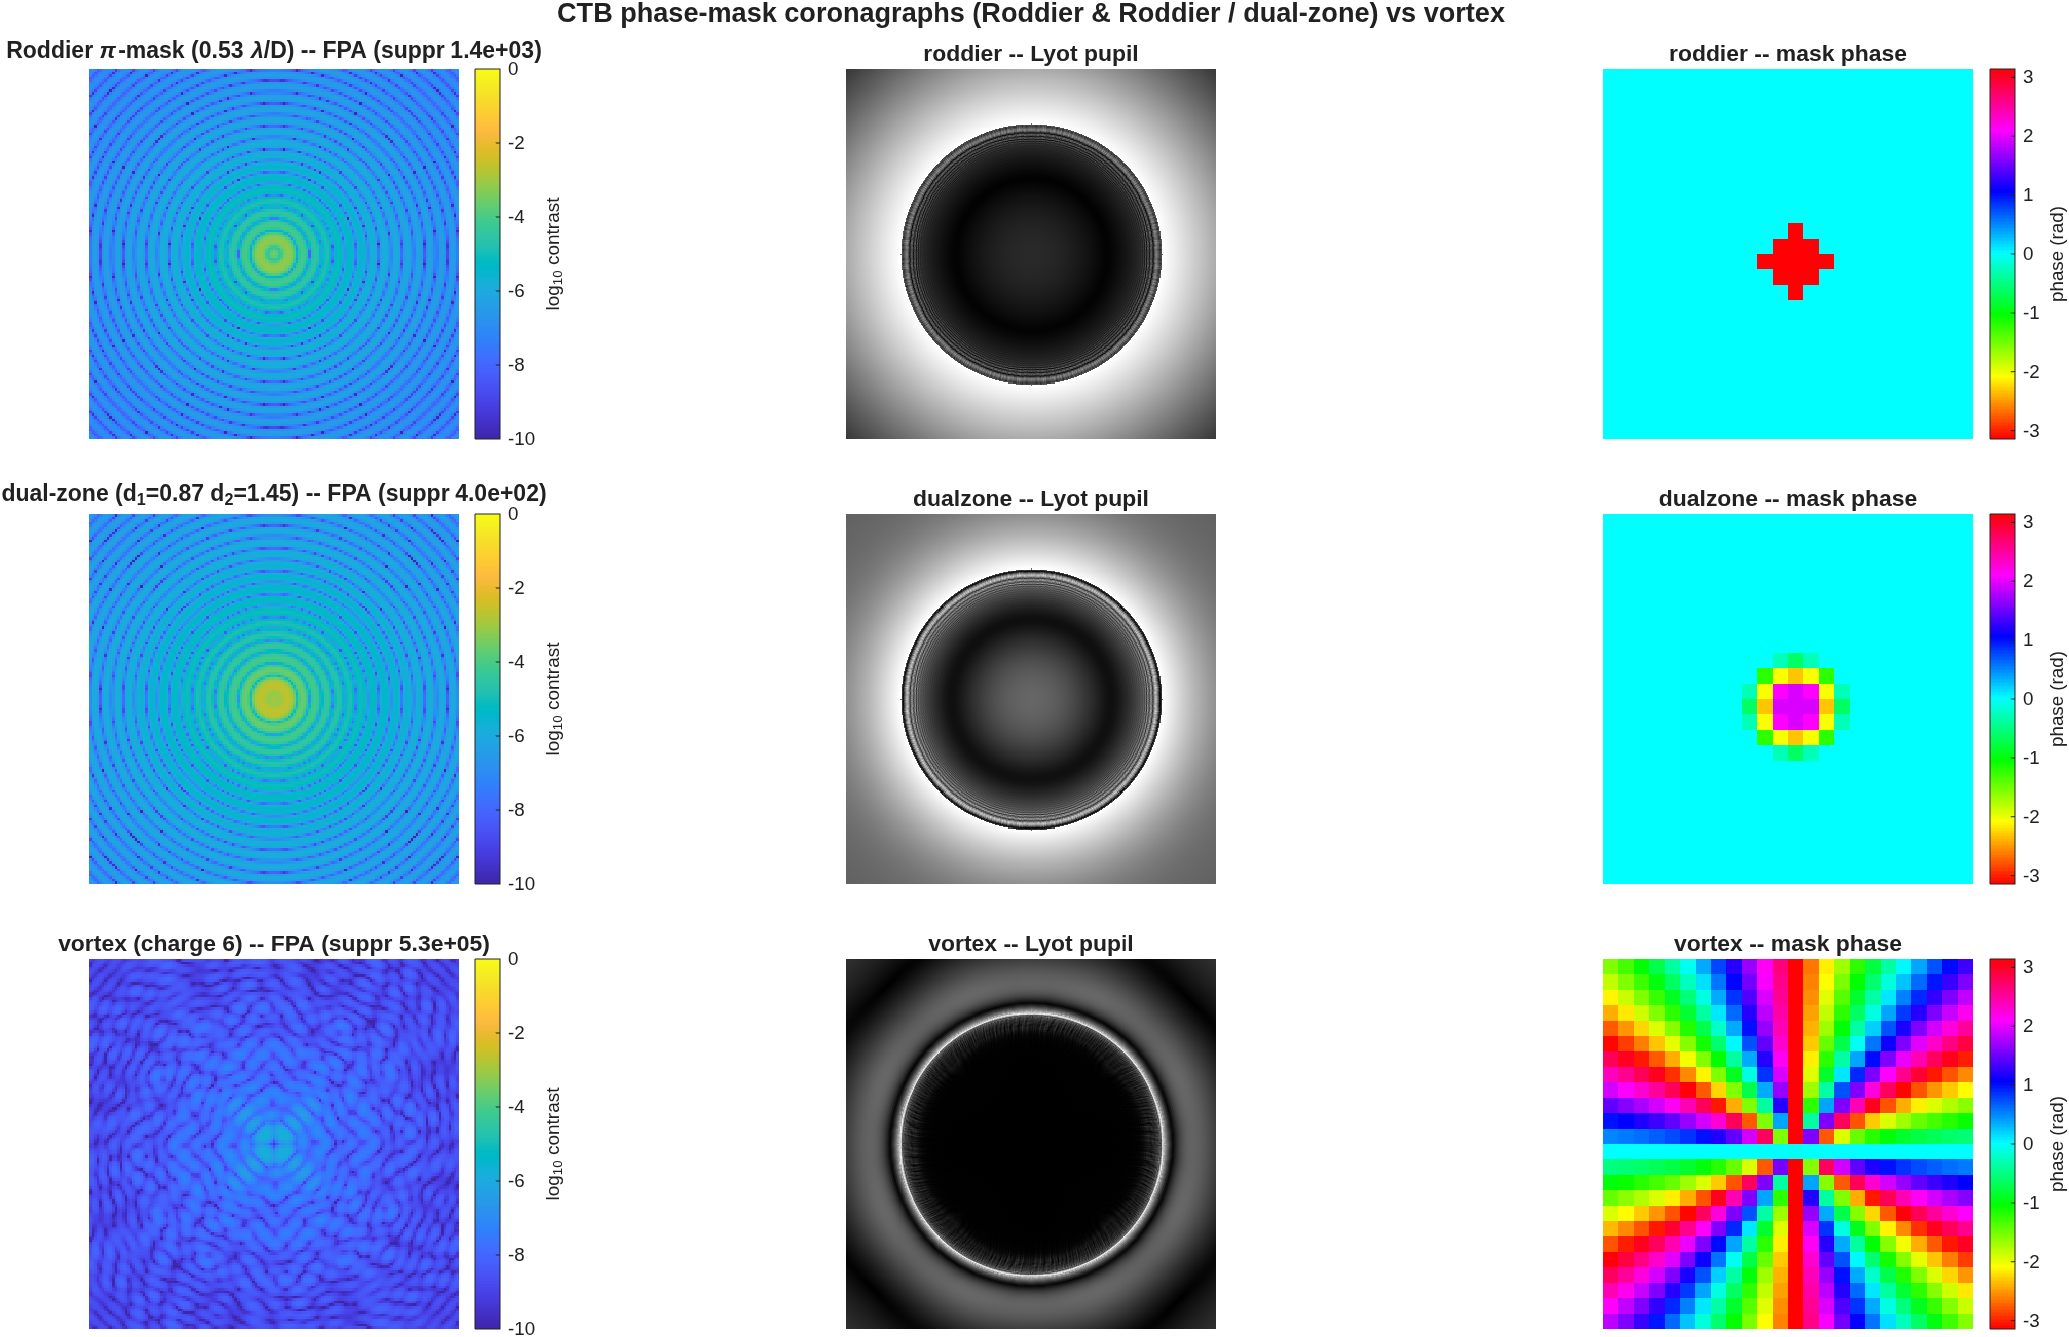 CTB phase-mask coronagraphs (Roddier & Roddier / dual-zone) vs vortex
Roddier π-mask (0.53 λ/D) -- FPA (suppr 1.4e+03)
0
-2
-4
-6
-8
-10
log10 contrast
roddier -- Lyot pupil
roddier -- mask phase
3
2
1
0
-1
-2
-3
phase (rad)
dual-zone (d1=0.87 d2=1.45) -- FPA (suppr 4.0e+02)
0
-2
-4
-6
-8
-10
log10 contrast
dualzone -- Lyot pupil
dualzone -- mask phase
3
2
1
0
-1
-2
-3
phase (rad)
vortex (charge 6) -- FPA (suppr 5.3e+05)
0
-2
-4
-6
-8
-10
log10 contrast
vortex -- Lyot pupil
vortex -- mask phase
3
2
1
0
-1
-2
-3
phase (rad)